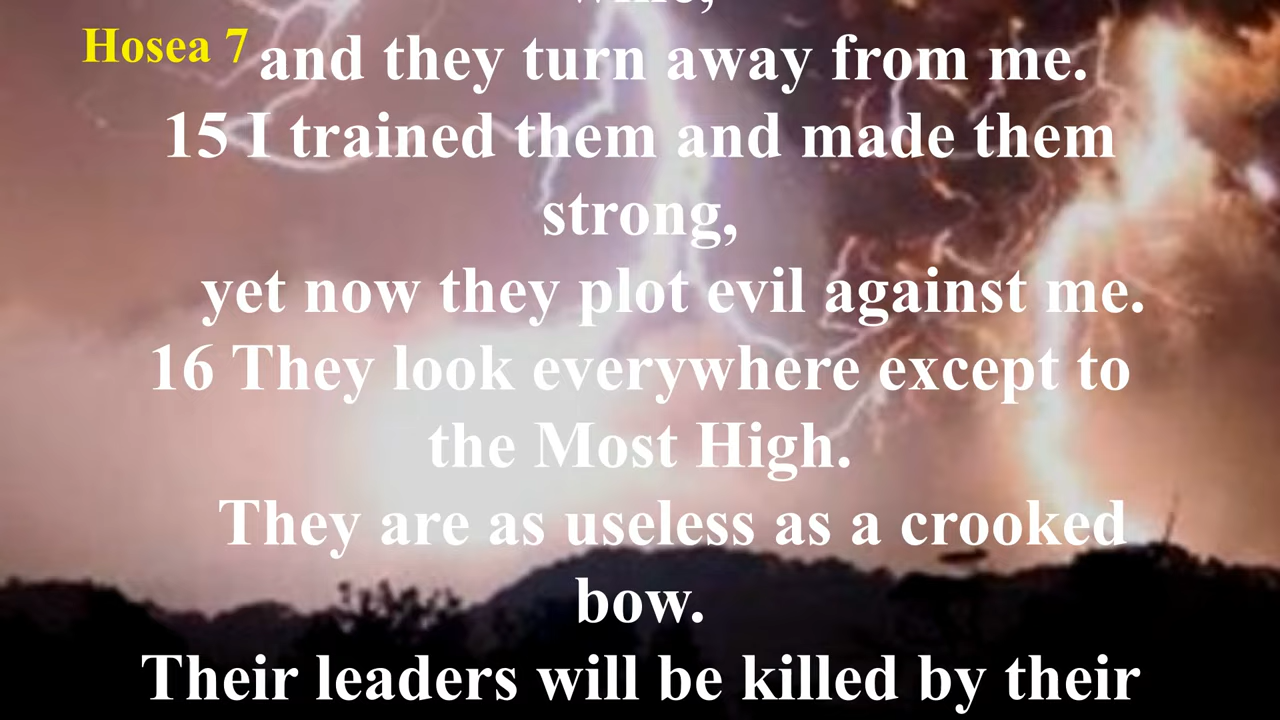 wine,
Hosea 7
and they turn away from me.
15 I trained them and made them
strong,
yet now they plot evil against me.
16 They look everywhere except to
the Most High.
They are as useless as a crooked
bow.
Their leaders will be killed by their